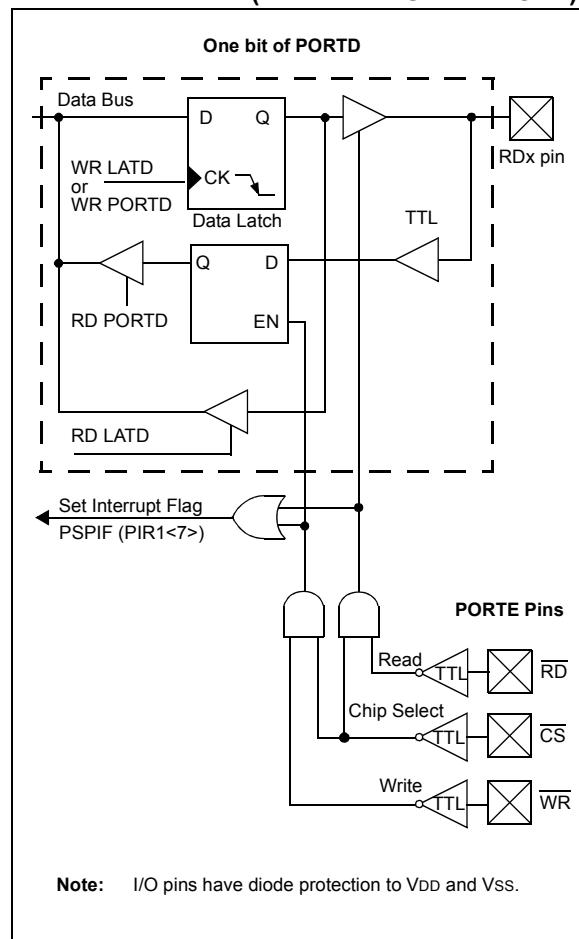 One bit of PORTD
Data Bus
D Q
RDx pin
WR LATD
or
WR PORTD
CK
Data Latch
TTL
Q D
RD PORTD
EN
RD LATD
Set Interrupt Flag
PSPIF (PIR1<7>)
PORTE Pins
Read
TTL
RD
Chip Select
TTL
CS
Write
TTL
WR
Note: I/O pins have diode protection to VDD and VSS.